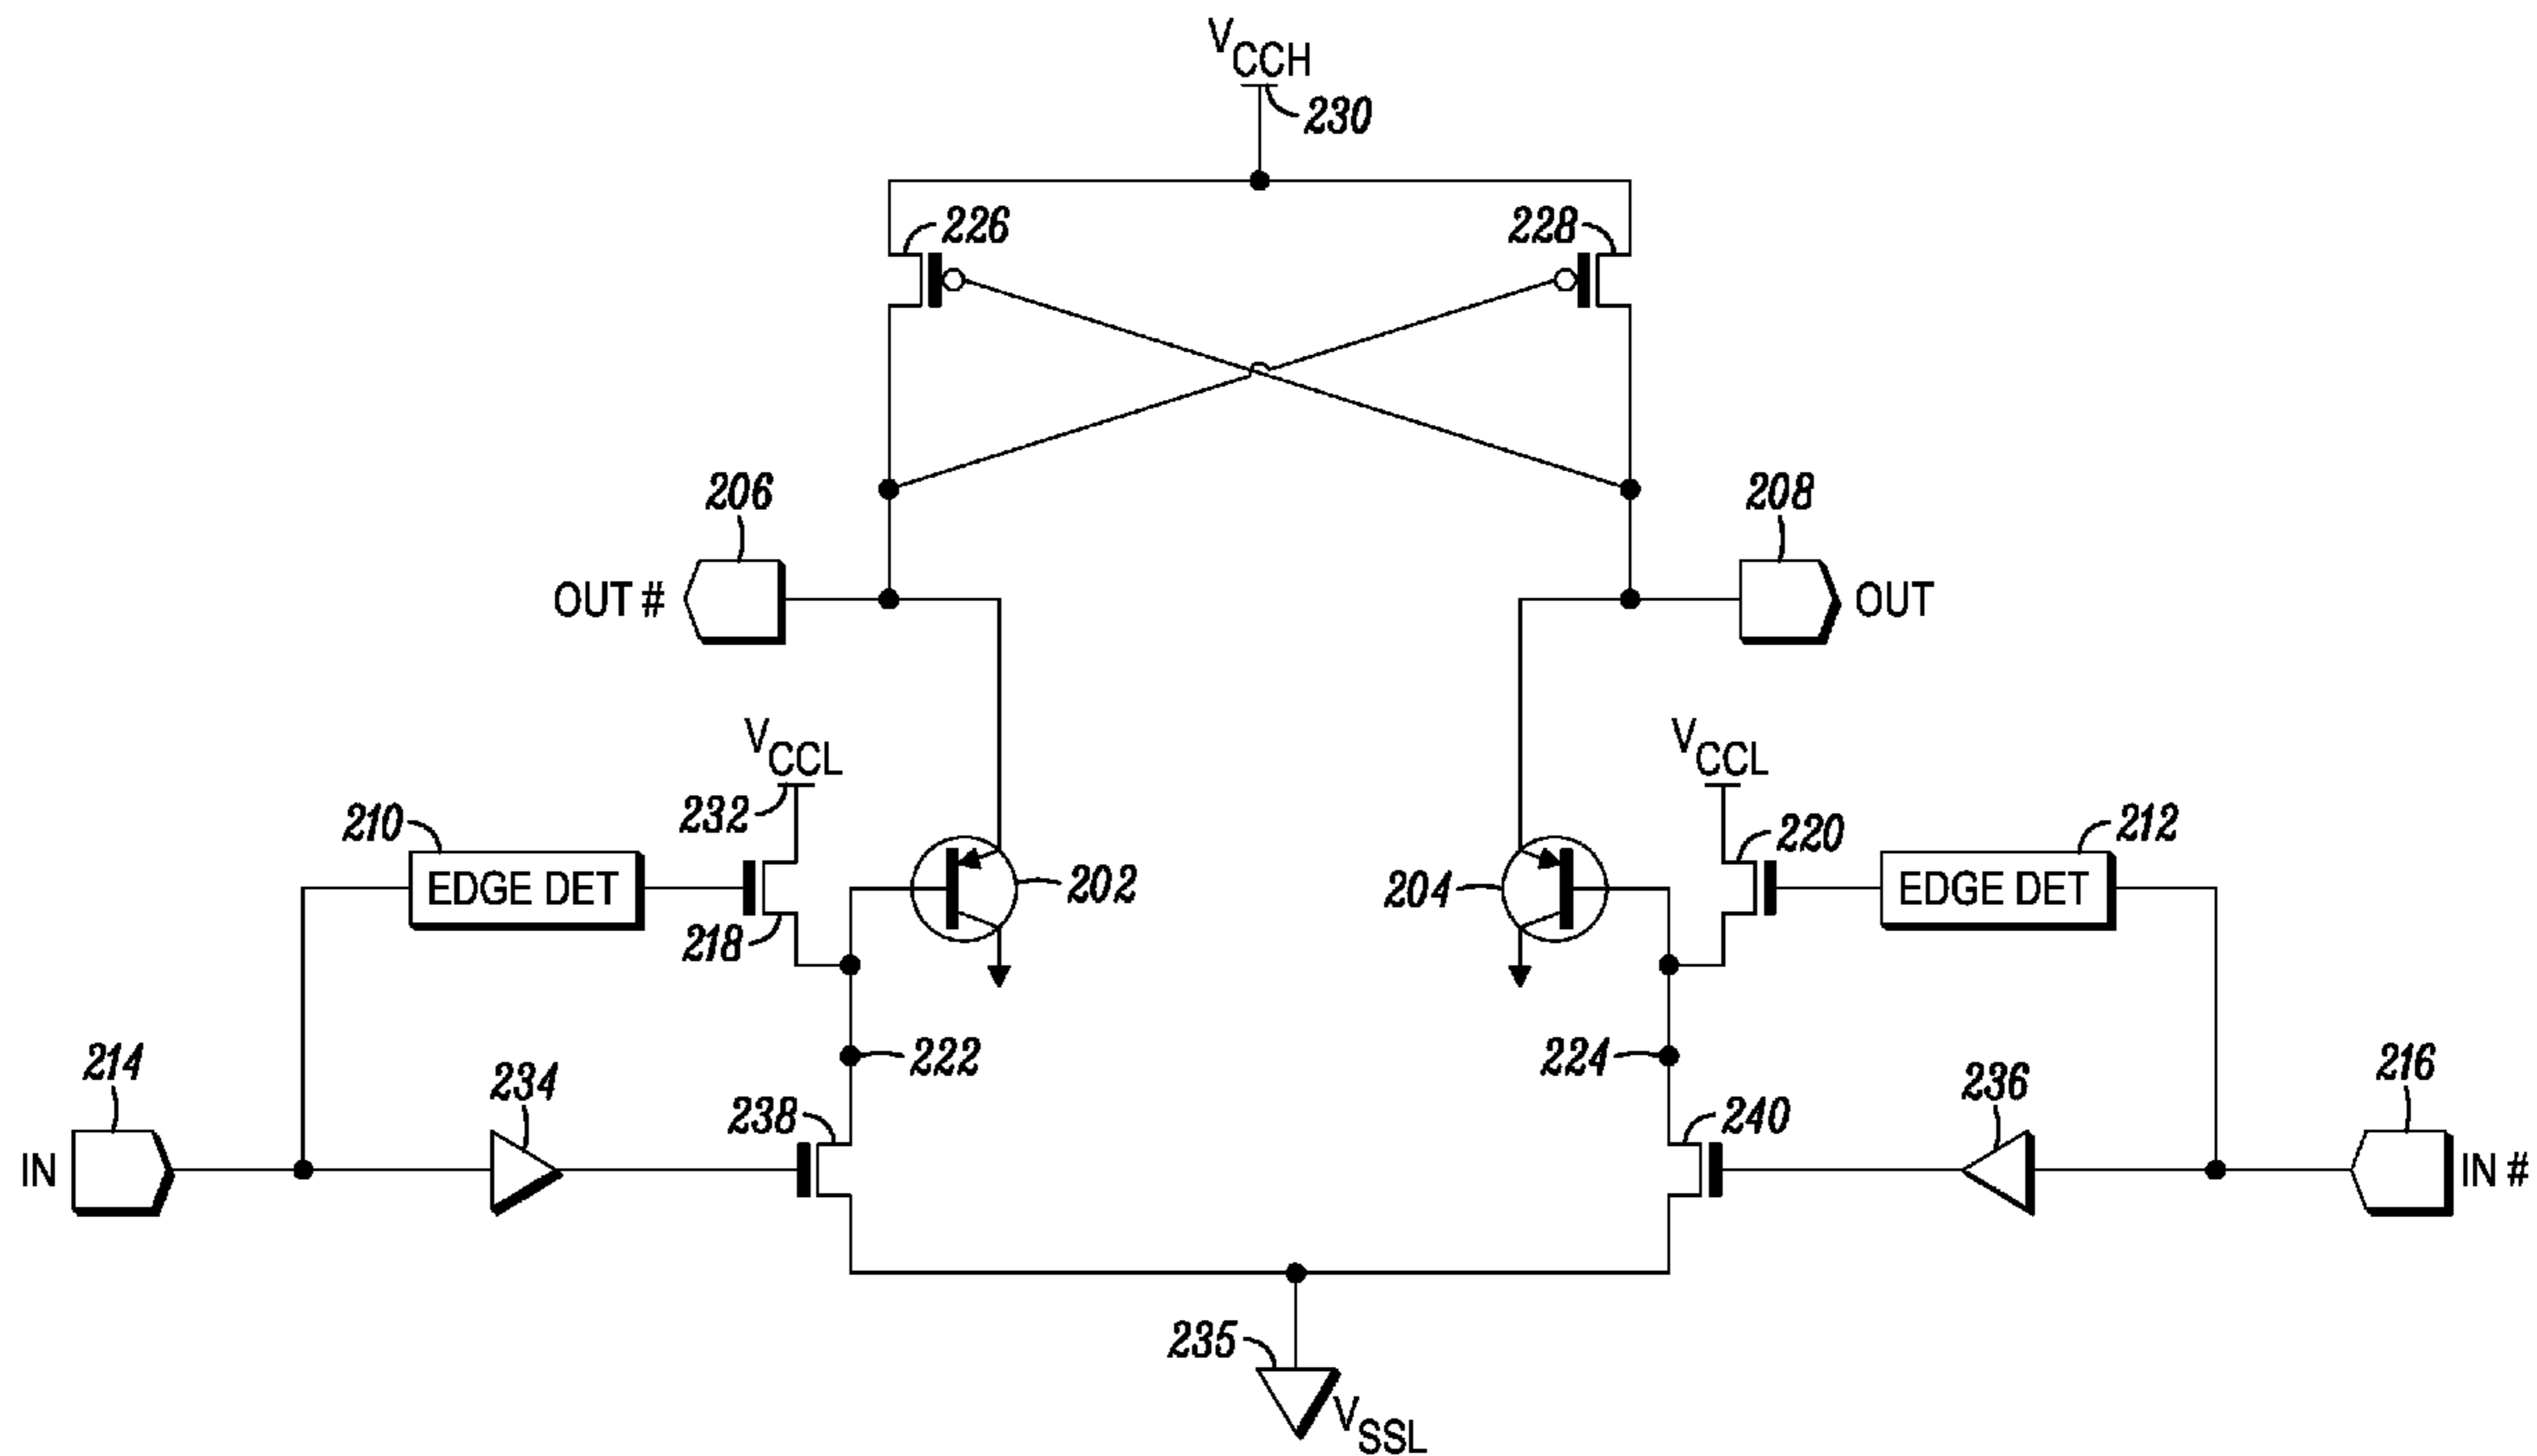 VCCH
230
226
228
206
208
OUT #
OUT
VCCL
VCCL
232
210
220
212
EDGE DET
202
204
EDGE DET
218
214
234
222
224
236
216
238
240
IN
IN #
235
VSSL